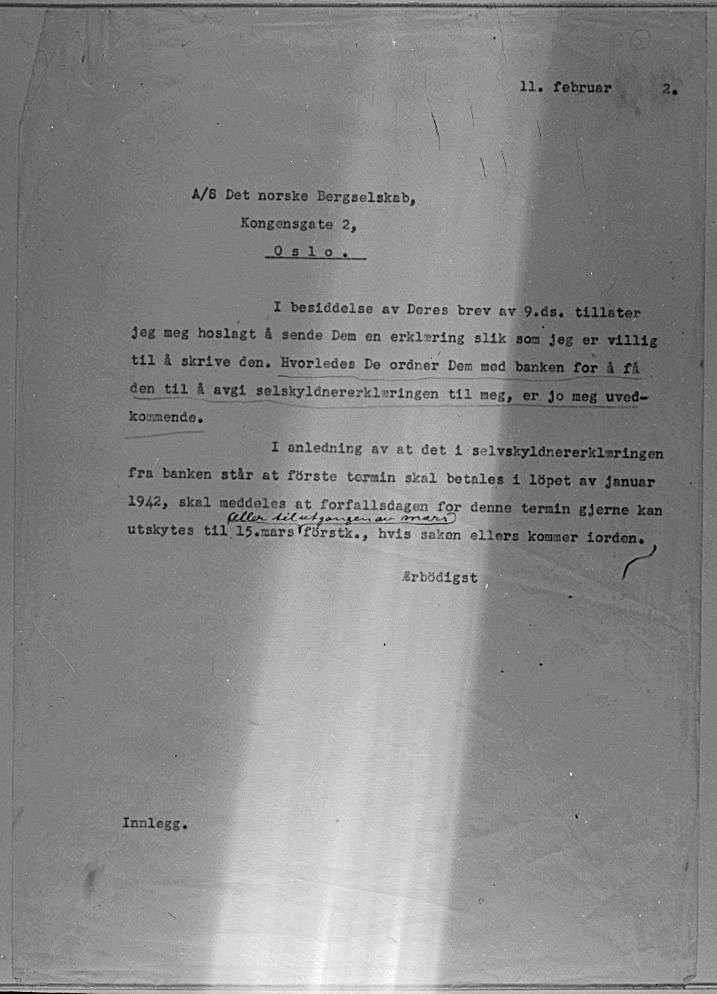 11. februar 2.
A/S Det norske Bergselskab,
Kongensgate 2,
O s l o .
I besiddelse av Deres brev av 9.ds. tillater
jeg meg hoslagt å sende Dem en erklæring slik som jeg er villig
til å skrive den. Hvorledes De ordner Dem med banken for å få
den til å avgi selskyldnererklæringen til meg, er jo meg uved-
kommende.
I anledning av at det i selvskyldnererklæringen
fra banken står at förste termin skal betales i löpet av januar
1942, skal meddeles at forfallsdagen for denne termin gjerne kan
(eller til utgangen av mars)
utskytes til 15.mars förstk., hvis saken ellers kommer iorden.
Ærbödigst
Innlegg.